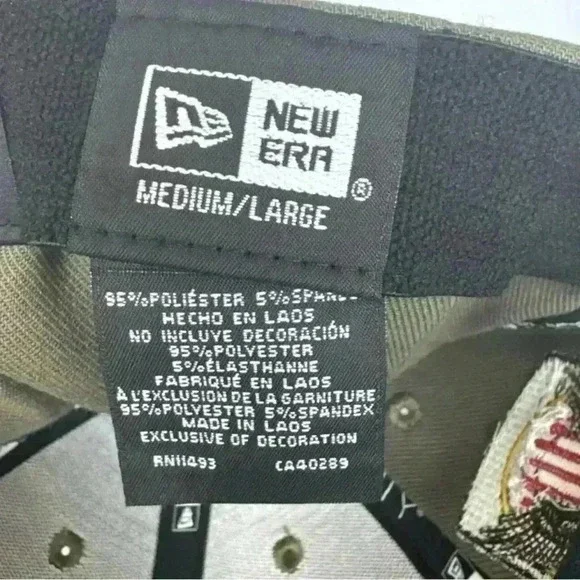 NEW
ERA
®
MEDIUM/LARGE
95%POLIÉSTER 5%SPANDEX
HECHO EN LAOS
NO INCLUYE DECORACIÓN
95%POLYESTER
5%ÉLASTHANNE
FABRIQUÉ EN LAOS
À L'EXCLUSION DE LA GARNITURE
95%POLYESTER 5%SPANDEX
MADE IN LAOS
EXCLUSIVE OF DECORATION
RN11493 CA40289